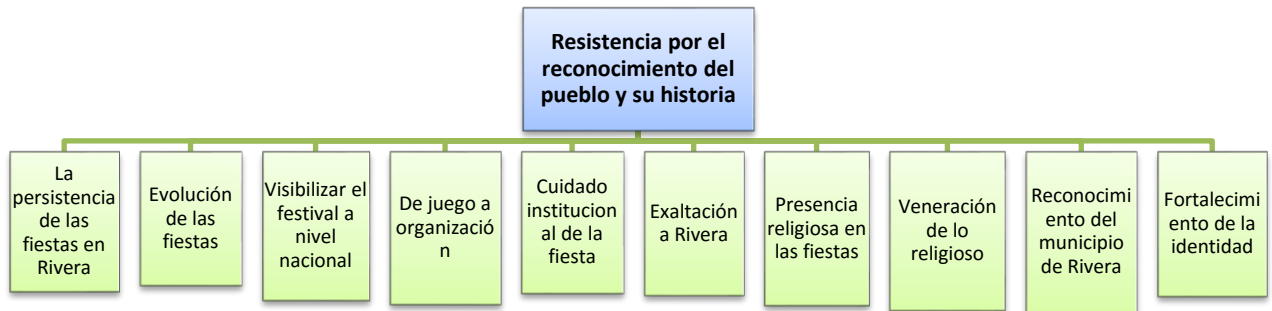 Resistencia por el
reconocimiento del
pueblo y su historia
La
persistencia
de las
fiestas en
Rivera
Evolución
de las
fiestas
Visibilizar el
festival a
nivel
nacional
De juego a
organizació
n
Cuidado
institucion
al de la
fiesta
Exaltación
a Rivera
Presencia
religiosa en
las fiestas
Veneración
de lo
religioso
Reconocimi
ento del
municipio
de Rivera
Fortalecimi
ento de la
identidad